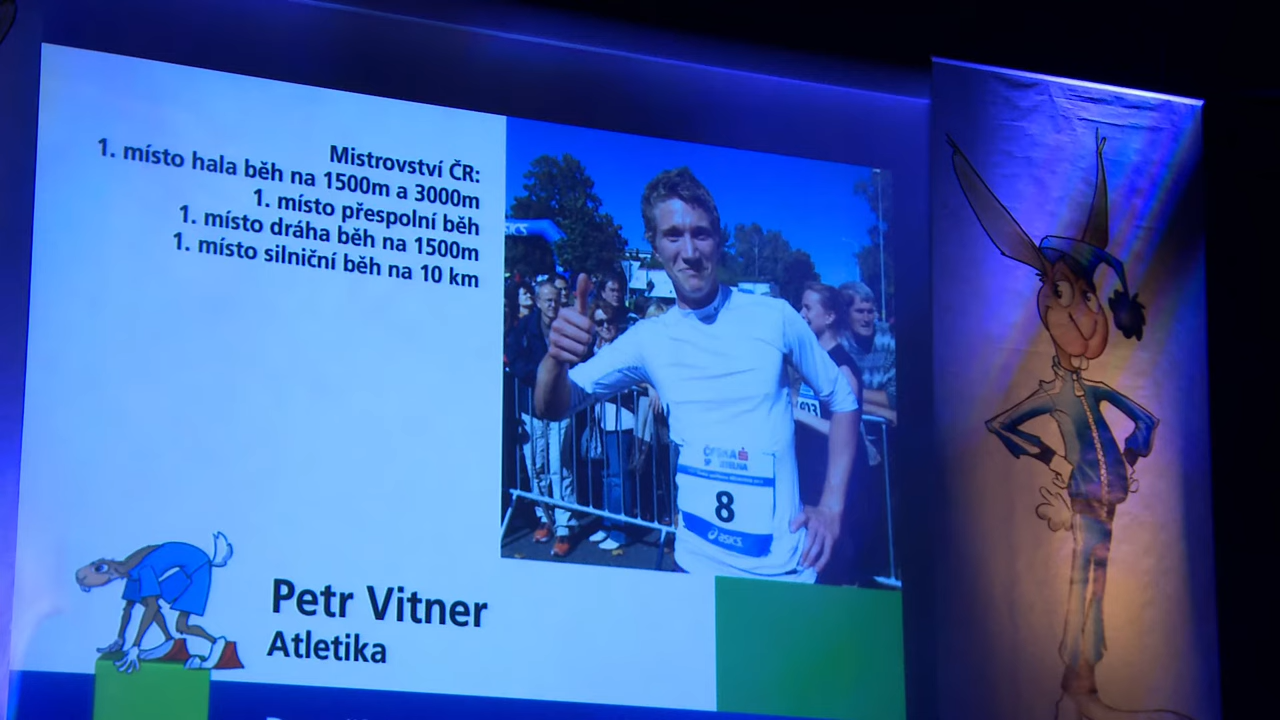 Mistrovství ČR:
1. místo hala běh na 1500m a 3000m
1. místo přespolní běh
1. místo dráha běh na 1500m
1. místo silniční běh na 10 km
8
asics
Petr Vitner
Atletika